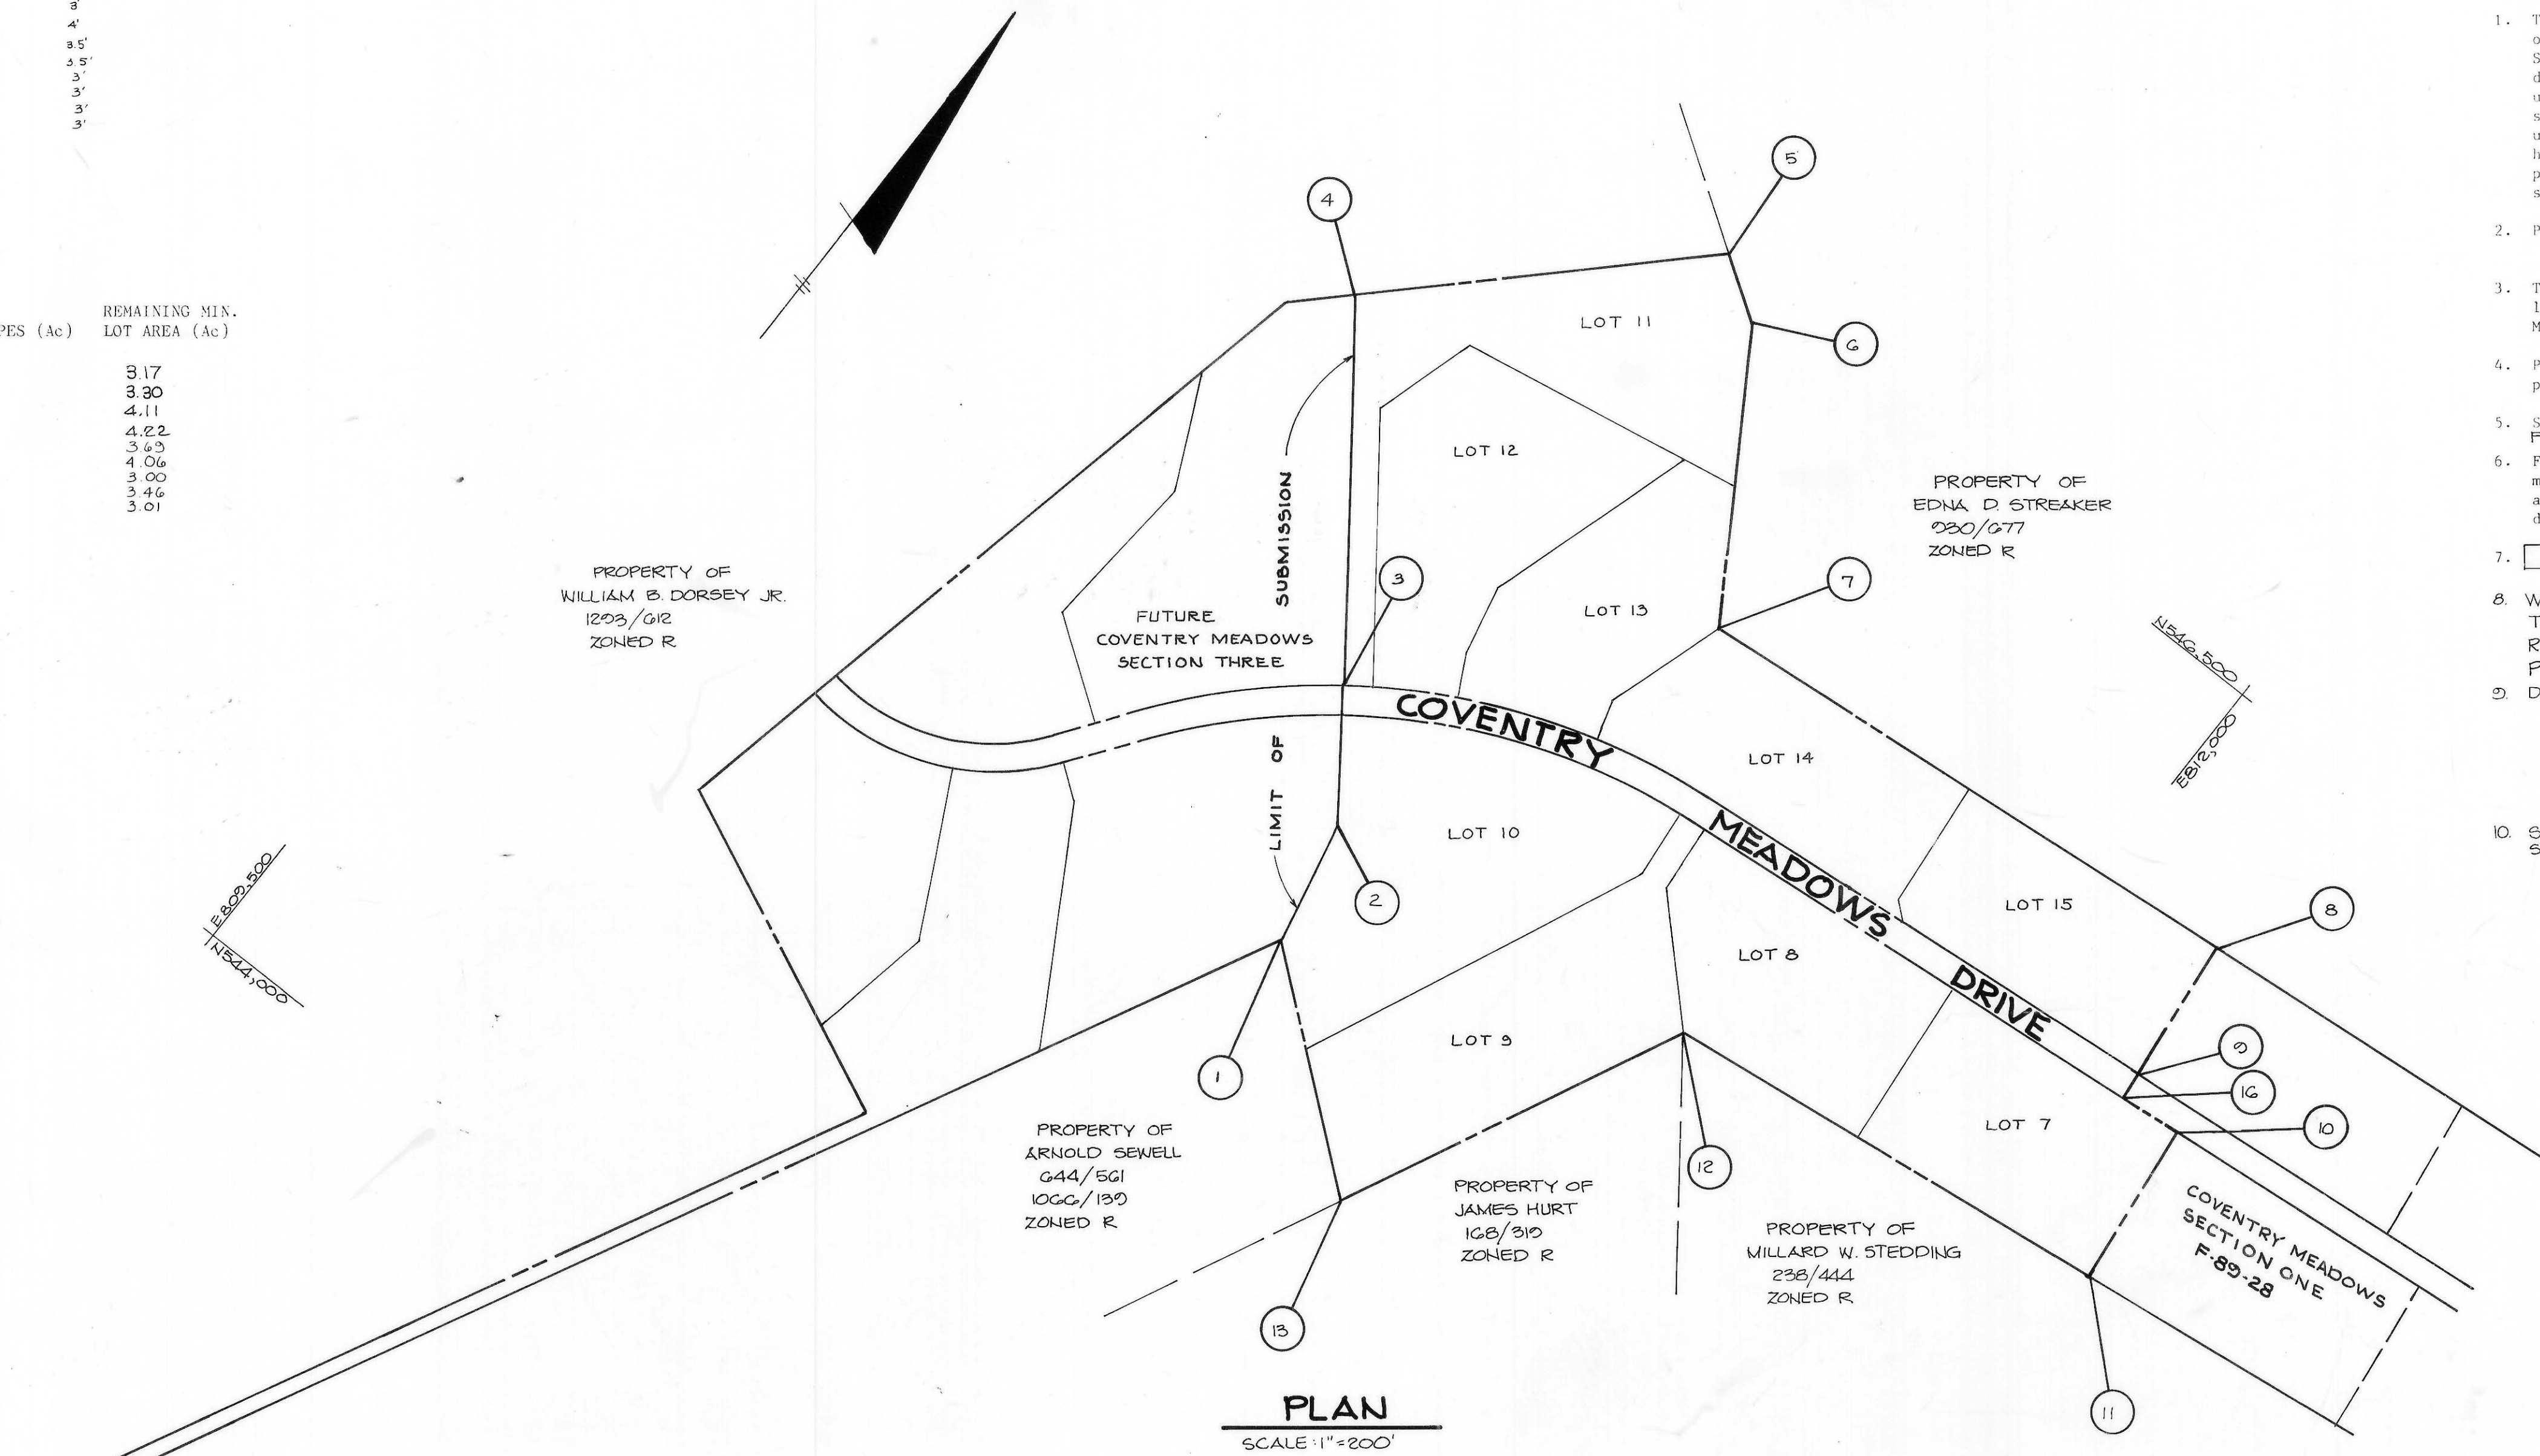 3'
4'
3.5'
3.5'
3'
3'
3'
3'
REMAINING MIN.
PES (Ac) LOT AREA (Ac)
3.17
3.30
4.11
4.22
3.69
4.06
3.00
3.46
3.01
4
5
6
LOT 11
LOT 12
LIMIT OF SUBMISSION
3
7
LOT 13
PROPERTY OF
EDNA D. STREAKER
930/677
ZONED R
PROPERTY OF
WILLIAM B. DORSEY JR.
1293/612
ZONED R
FUTURE
COVENTRY MEADOWS
SECTION THREE
N546,500
E812,000
COVENTRY MEADOWS DRIVE
LOT 14
LOT 10
2
LOT 15
8
E809,500
N544,000
LOT 8
LOT 9
1
9
16
10
LOT 7
12
PROPERTY OF
ARNOLD SEWELL
644/561
1066/139
ZONED R
PROPERTY OF
JAMES HURT
168/319
ZONED R
PROPERTY OF
MILLARD W. STEDDING
238/444
ZONED R
COVENTRY MEADOWS
SECTION ONE
F-89-28
13
11
PLAN
SCALE: 1"=200'
1. T
o
S
d
u
s
u
h
p
s
2. P
3. T
l
M
4. P
p
5. S
F
6. F
m
a
d
7.
8. W
T
R
P
9. D
10. S
S